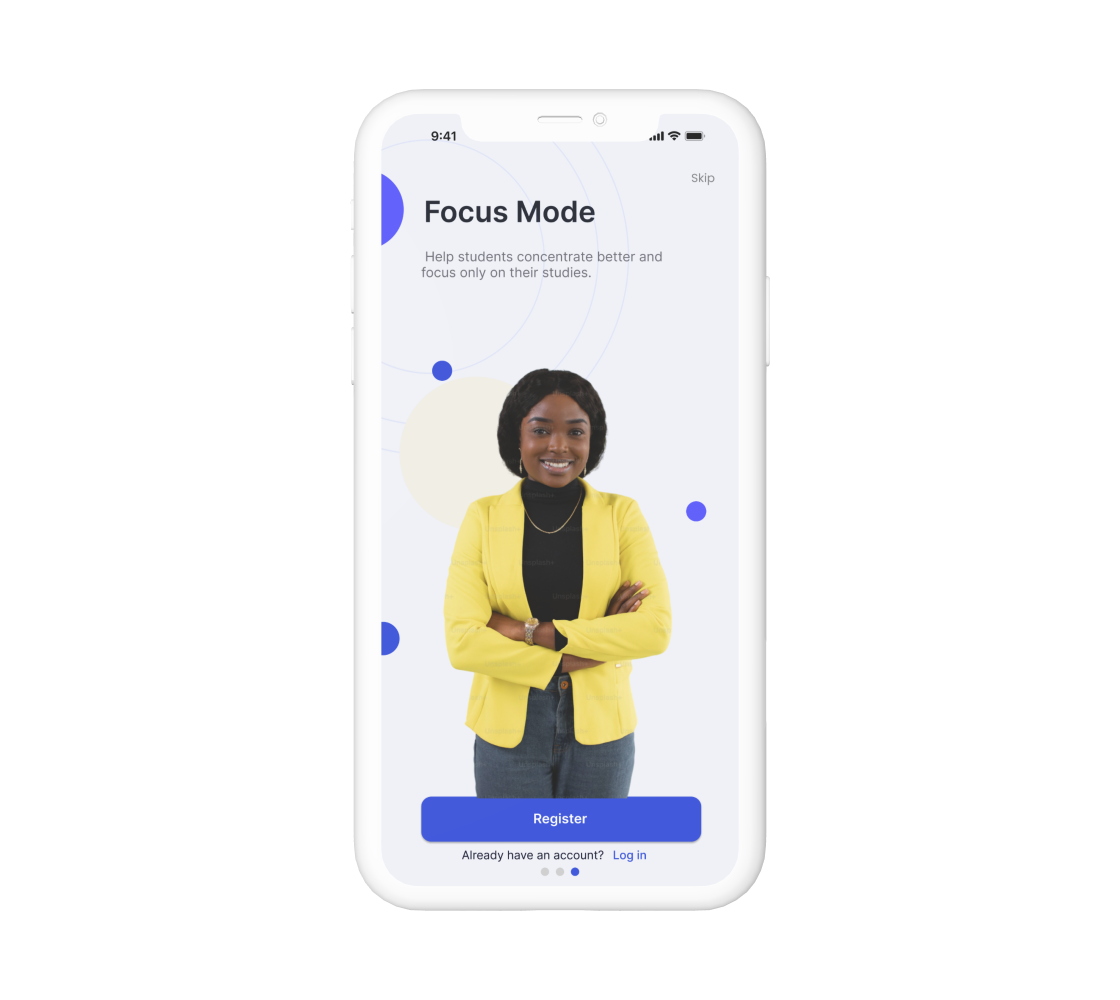 9:41
Skip
Focus Mode
Help students concentrate better and
focus only on their studies.
Register
Already have an account? Log in